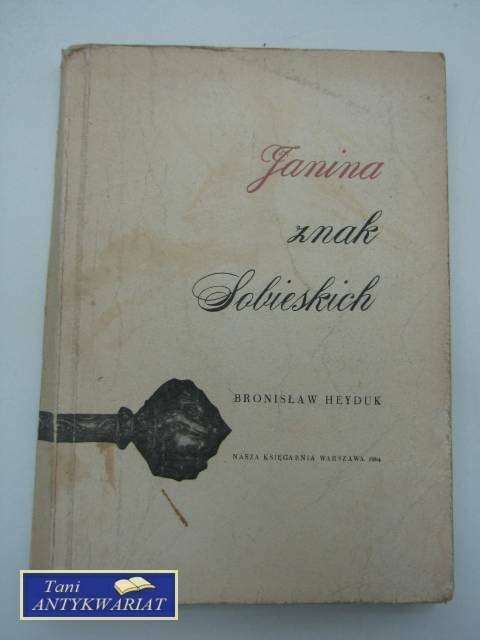 Janina
znak
Sobieskich
BRONISŁAW HEYDUK
NASZA KSIĘGARNIA WARSZAWA 1964
Tani
ANTYKWARIAT